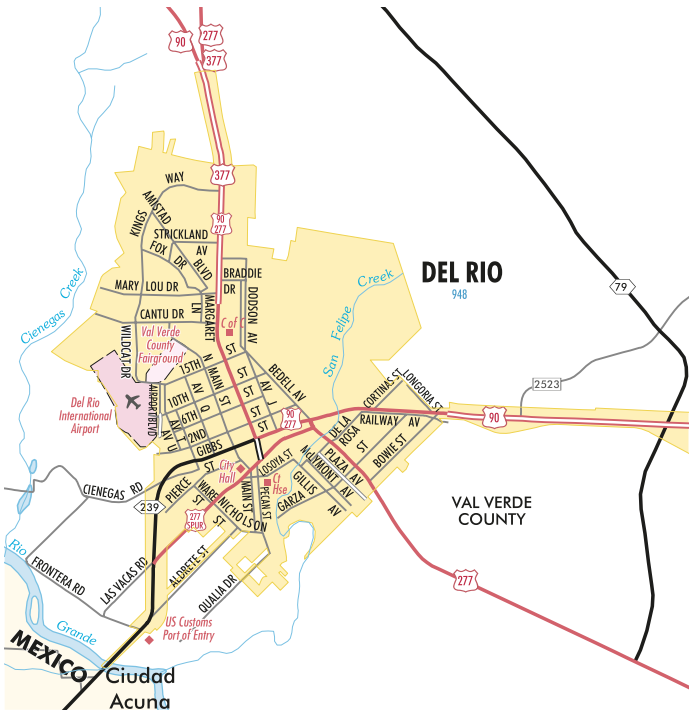 277
90
377
377
WAY
KINGS
AMISTAD
90
277
STRICKLAND
AV
FOX DR
BLVD
BRADDIE
DR
MARY LOU DR
MARGARET
LN
DODSON AV
CANTU DR
C of C
WILDCAT DR
Val Verde
County
Fairground
DEL RIO
948
San Felipe Creek
Cienegas Creek
79
2523
15TH ST
N MAIN ST
BEDELL AV
Del Rio
International
Airport
AIRPORT BLVD
10TH ST
AV Q
AV J
6TH ST
AV T
AV U
2ND ST
GIBBS ST
90
277
CORTINAS ST
LONGORIA ST
DE LA
ROSA ST
RAILWAY AV
90
PLAZA AV
BOWIE ST
McLYMONT AV
LOSOYA ST
City
Hall
Ct
Hse
GILLIS AV
GARZA
MAIN ST
PECAN ST
CIENEGAS RD
239
PIERCE ST
WARE ST
NICHOLSON
277
SPUR
VAL VERDE
COUNTY
Rio
FRONTERA RD
LAS VACAS RD
ALDRETE ST
QUALIA DR
277
Grande
US Customs
Port of Entry
MEXICO
Ciudad
Acuna